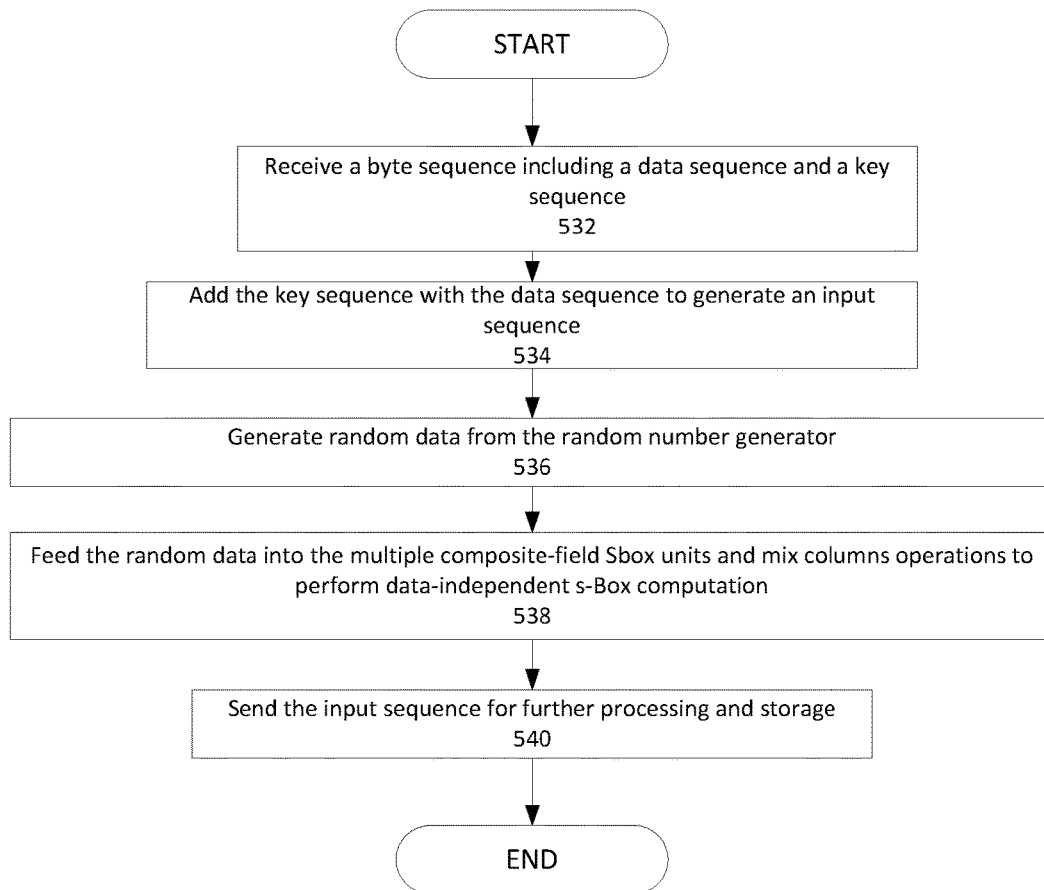 START
Receive a byte sequence including a data sequence and a key
sequence
532
Add the key sequence with the data sequence to generate an input
sequence
534
Generate random data from the random number generator
536
Feed the random data into the multiple composite-field Sbox units and mix columns operations to
perform data-independent s-Box computation
538
Send the input sequence for further processing and storage
540
END